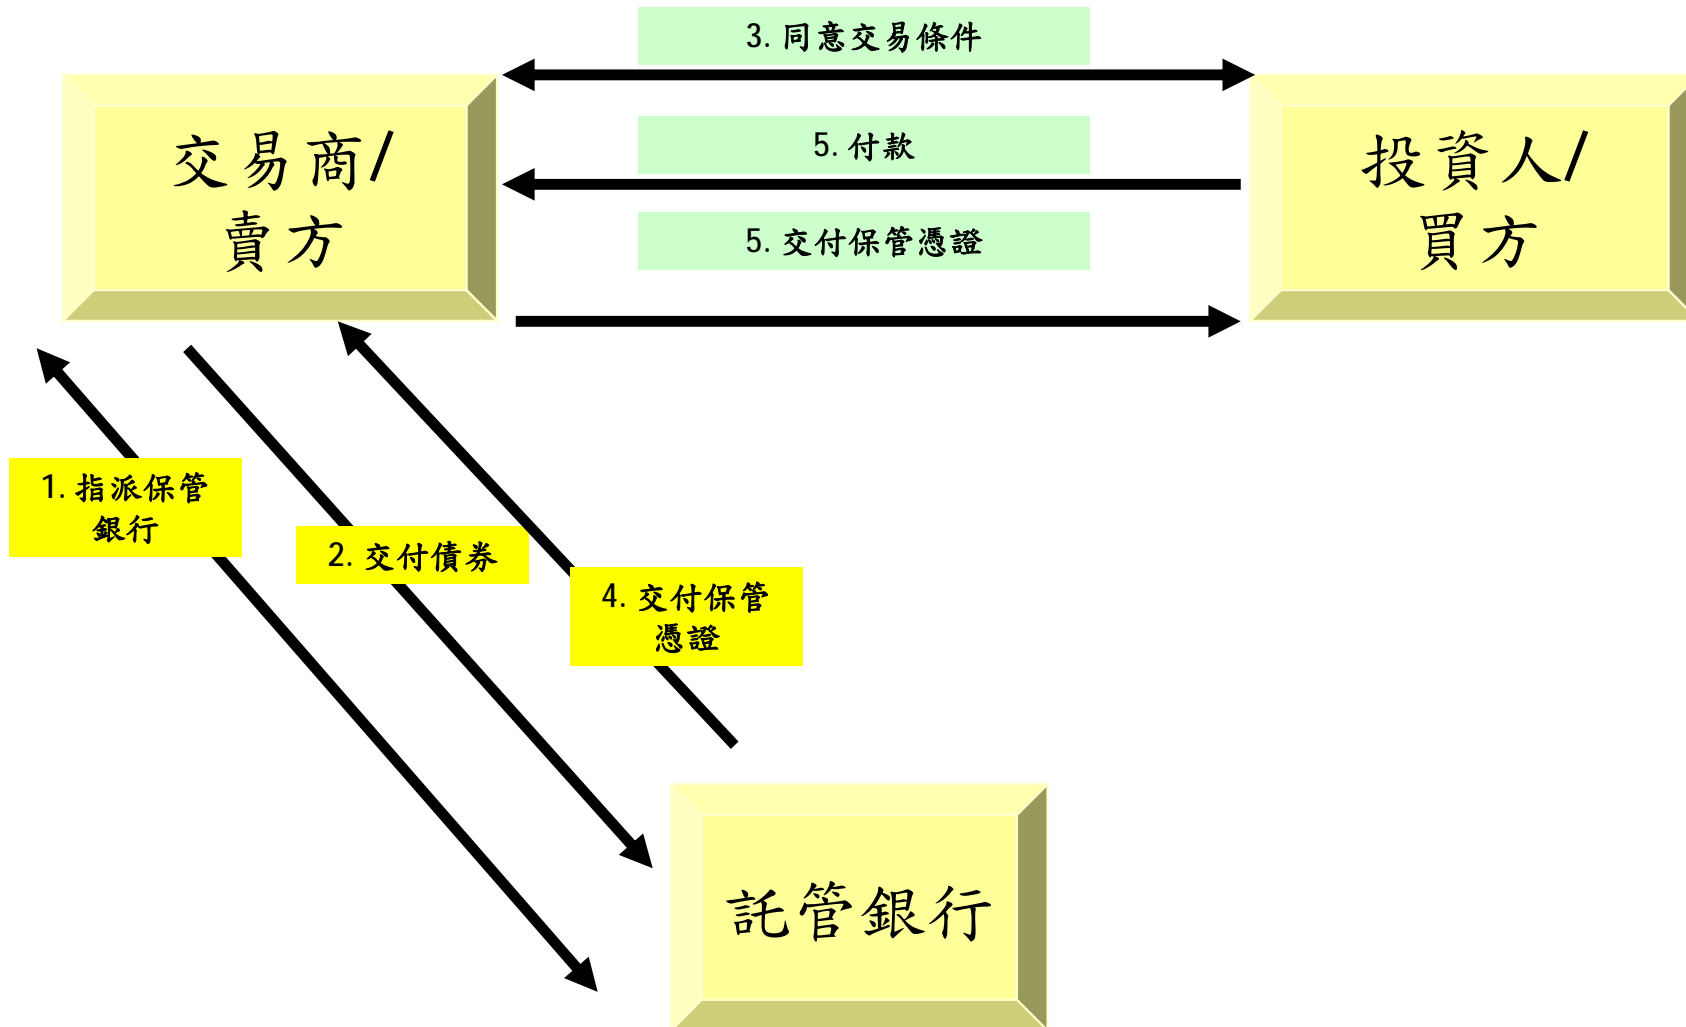 3.同意交易條件
交易商/
賣方
5.付款
5.交付保管憑證
投資人/
買方
1.指派保管
銀行
2.交付債券
4.交付保管
憑證
託管銀行